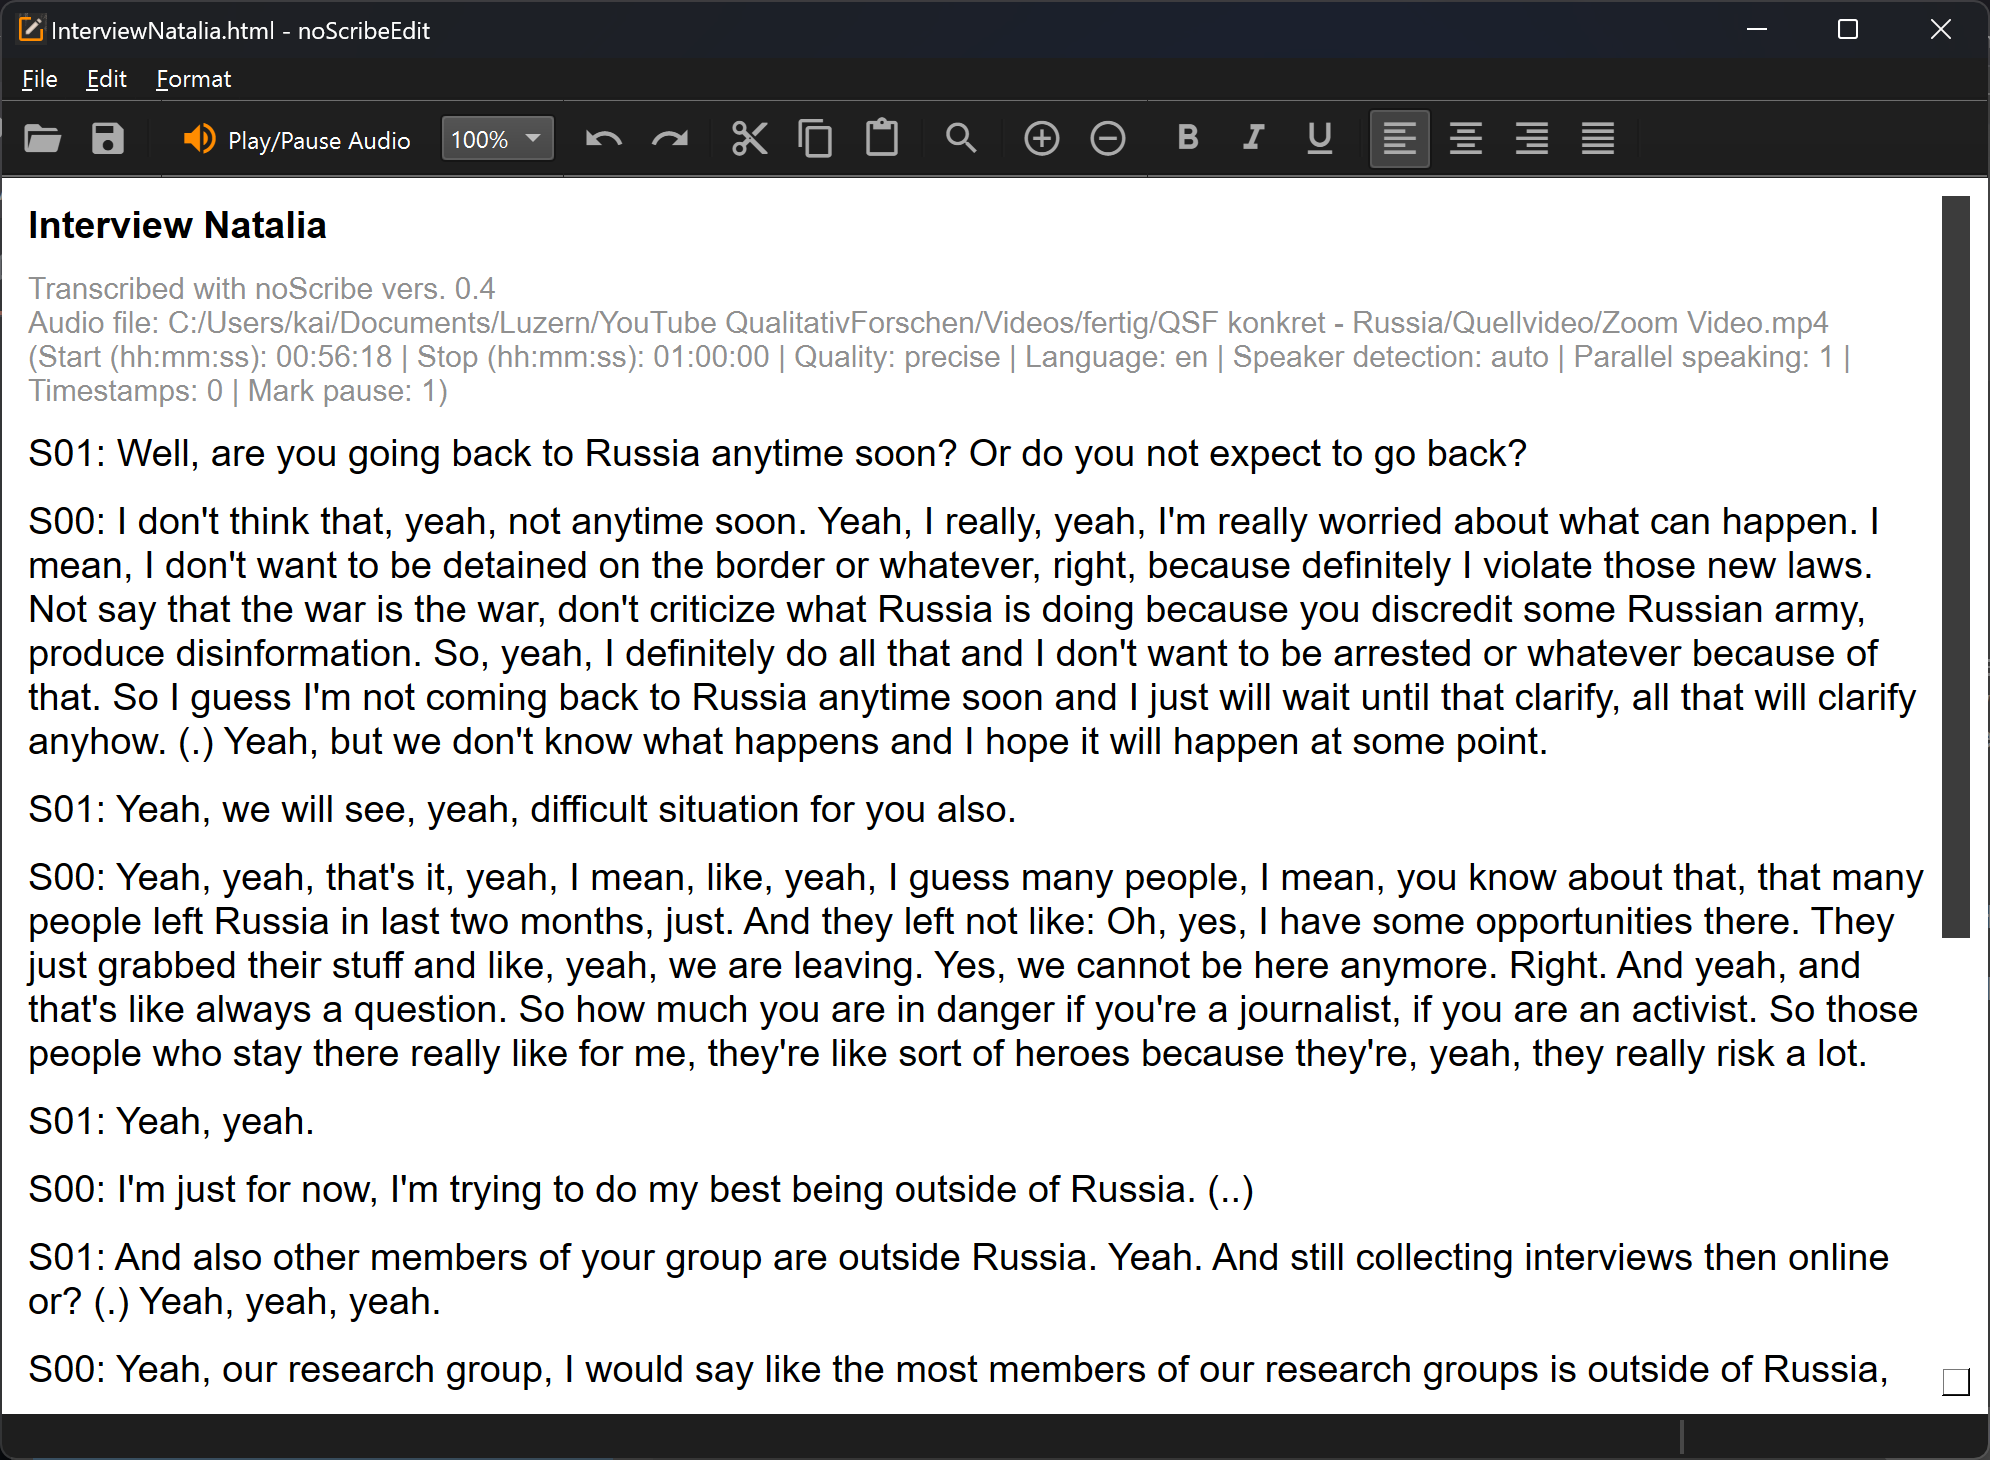 InterviewNatalia.html - noScribeEdit
File Edit Format
Play/Pause Audio 100% B I U
Interview Natalia
Transcribed with noScribe vers. 0.4
Audio file: C:/Users/kai/Documents/Luzern/YouTube QualitativForschen/Videos/fertig/QSF konkret - Russia/Quellvideo/Zoom Video.mp4
(Start (hh:mm:ss): 00:56:18 | Stop (hh:mm:ss): 01:00:00 | Quality: precise | Language: en | Speaker detection: auto | Parallel speaking: 1 |
Timestamps: 0 | Mark pause: 1)
S01: Well, are you going back to Russia anytime soon? Or do you not expect to go back?
S00: I don't think that, yeah, not anytime soon. Yeah, I really, yeah, I'm really worried about what can happen. I
mean, I don't want to be detained on the border or whatever, right, because definitely I violate those new laws.
Not say that the war is the war, don't criticize what Russia is doing because you discredit some Russian army,
produce disinformation. So, yeah, I definitely do all that and I don't want to be arrested or whatever because of
that. So I guess I'm not coming back to Russia anytime soon and I just will wait until that clarify, all that will clarify
anyhow. (.) Yeah, but we don't know what happens and I hope it will happen at some point.
S01: Yeah, we will see, yeah, difficult situation for you also.
S00: Yeah, yeah, that's it, yeah, I mean, like, yeah, I guess many people, I mean, you know about that, that many
people left Russia in last two months, just. And they left not like: Oh, yes, I have some opportunities there. They
just grabbed their stuff and like, yeah, we are leaving. Yes, we cannot be here anymore. Right. And yeah, and
that's like always a question. So how much you are in danger if you're a journalist, if you are an activist. So those
people who stay there really like for me, they're like sort of heroes because they're, yeah, they really risk a lot.
S01: Yeah, yeah.
S00: I'm just for now, I'm trying to do my best being outside of Russia. (..)
S01: And also other members of your group are outside Russia. Yeah. And still collecting interviews then online
or? (.) Yeah, yeah, yeah.
S00: Yeah, our research group, I would say like the most members of our research groups is outside of Russia,